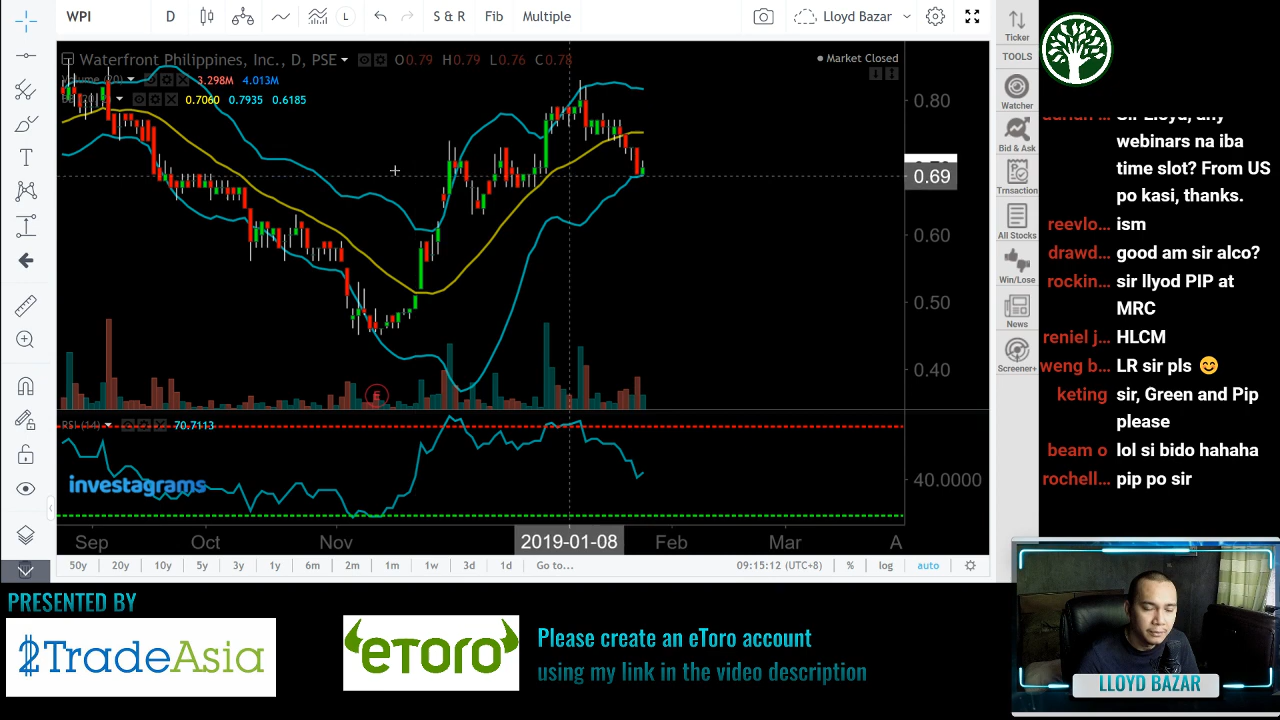 WPI D L S & R Fib Multiple Lloyd Bazar
Waterfront Philippines, Inc., D, PSE O0.79 H0.79 L0.76 C0.78
Market Closed
3.298M 4.013M
0.7060 0.7935 0.6185
0.80
0.69
0.60
0.50
0.40
E
RSI (14) 70.7113
40.0000
investagrams
Sep Oct Nov 2019-01-08 Feb Mar A
50y 20y 10y 5y 3y 1y 6m 2m 1m 1w 3d 1d Go to... 09:15:12 (UTC+8) % log auto
Ticker
TOOLS
Watcher
Bid & Ask
Trnsaction
All Stocks
Win/Lose
News
Screener+
webinars na iba
time slot? From US
po kasi, thanks.
reevlo... ism
drawd... good am sir alco?
rockin... sir llyod PIP at
MRC
reniel j... HLCM
weng b... LR sir pls 😊
keting sir, Green and Pip
please
beam o lol si bido hahaha
rochell... pip po sir
LLOYD BAZAR
PRESENTED BY
2TradeAsia
eToro
Please create an eToro account
using my link in the video description